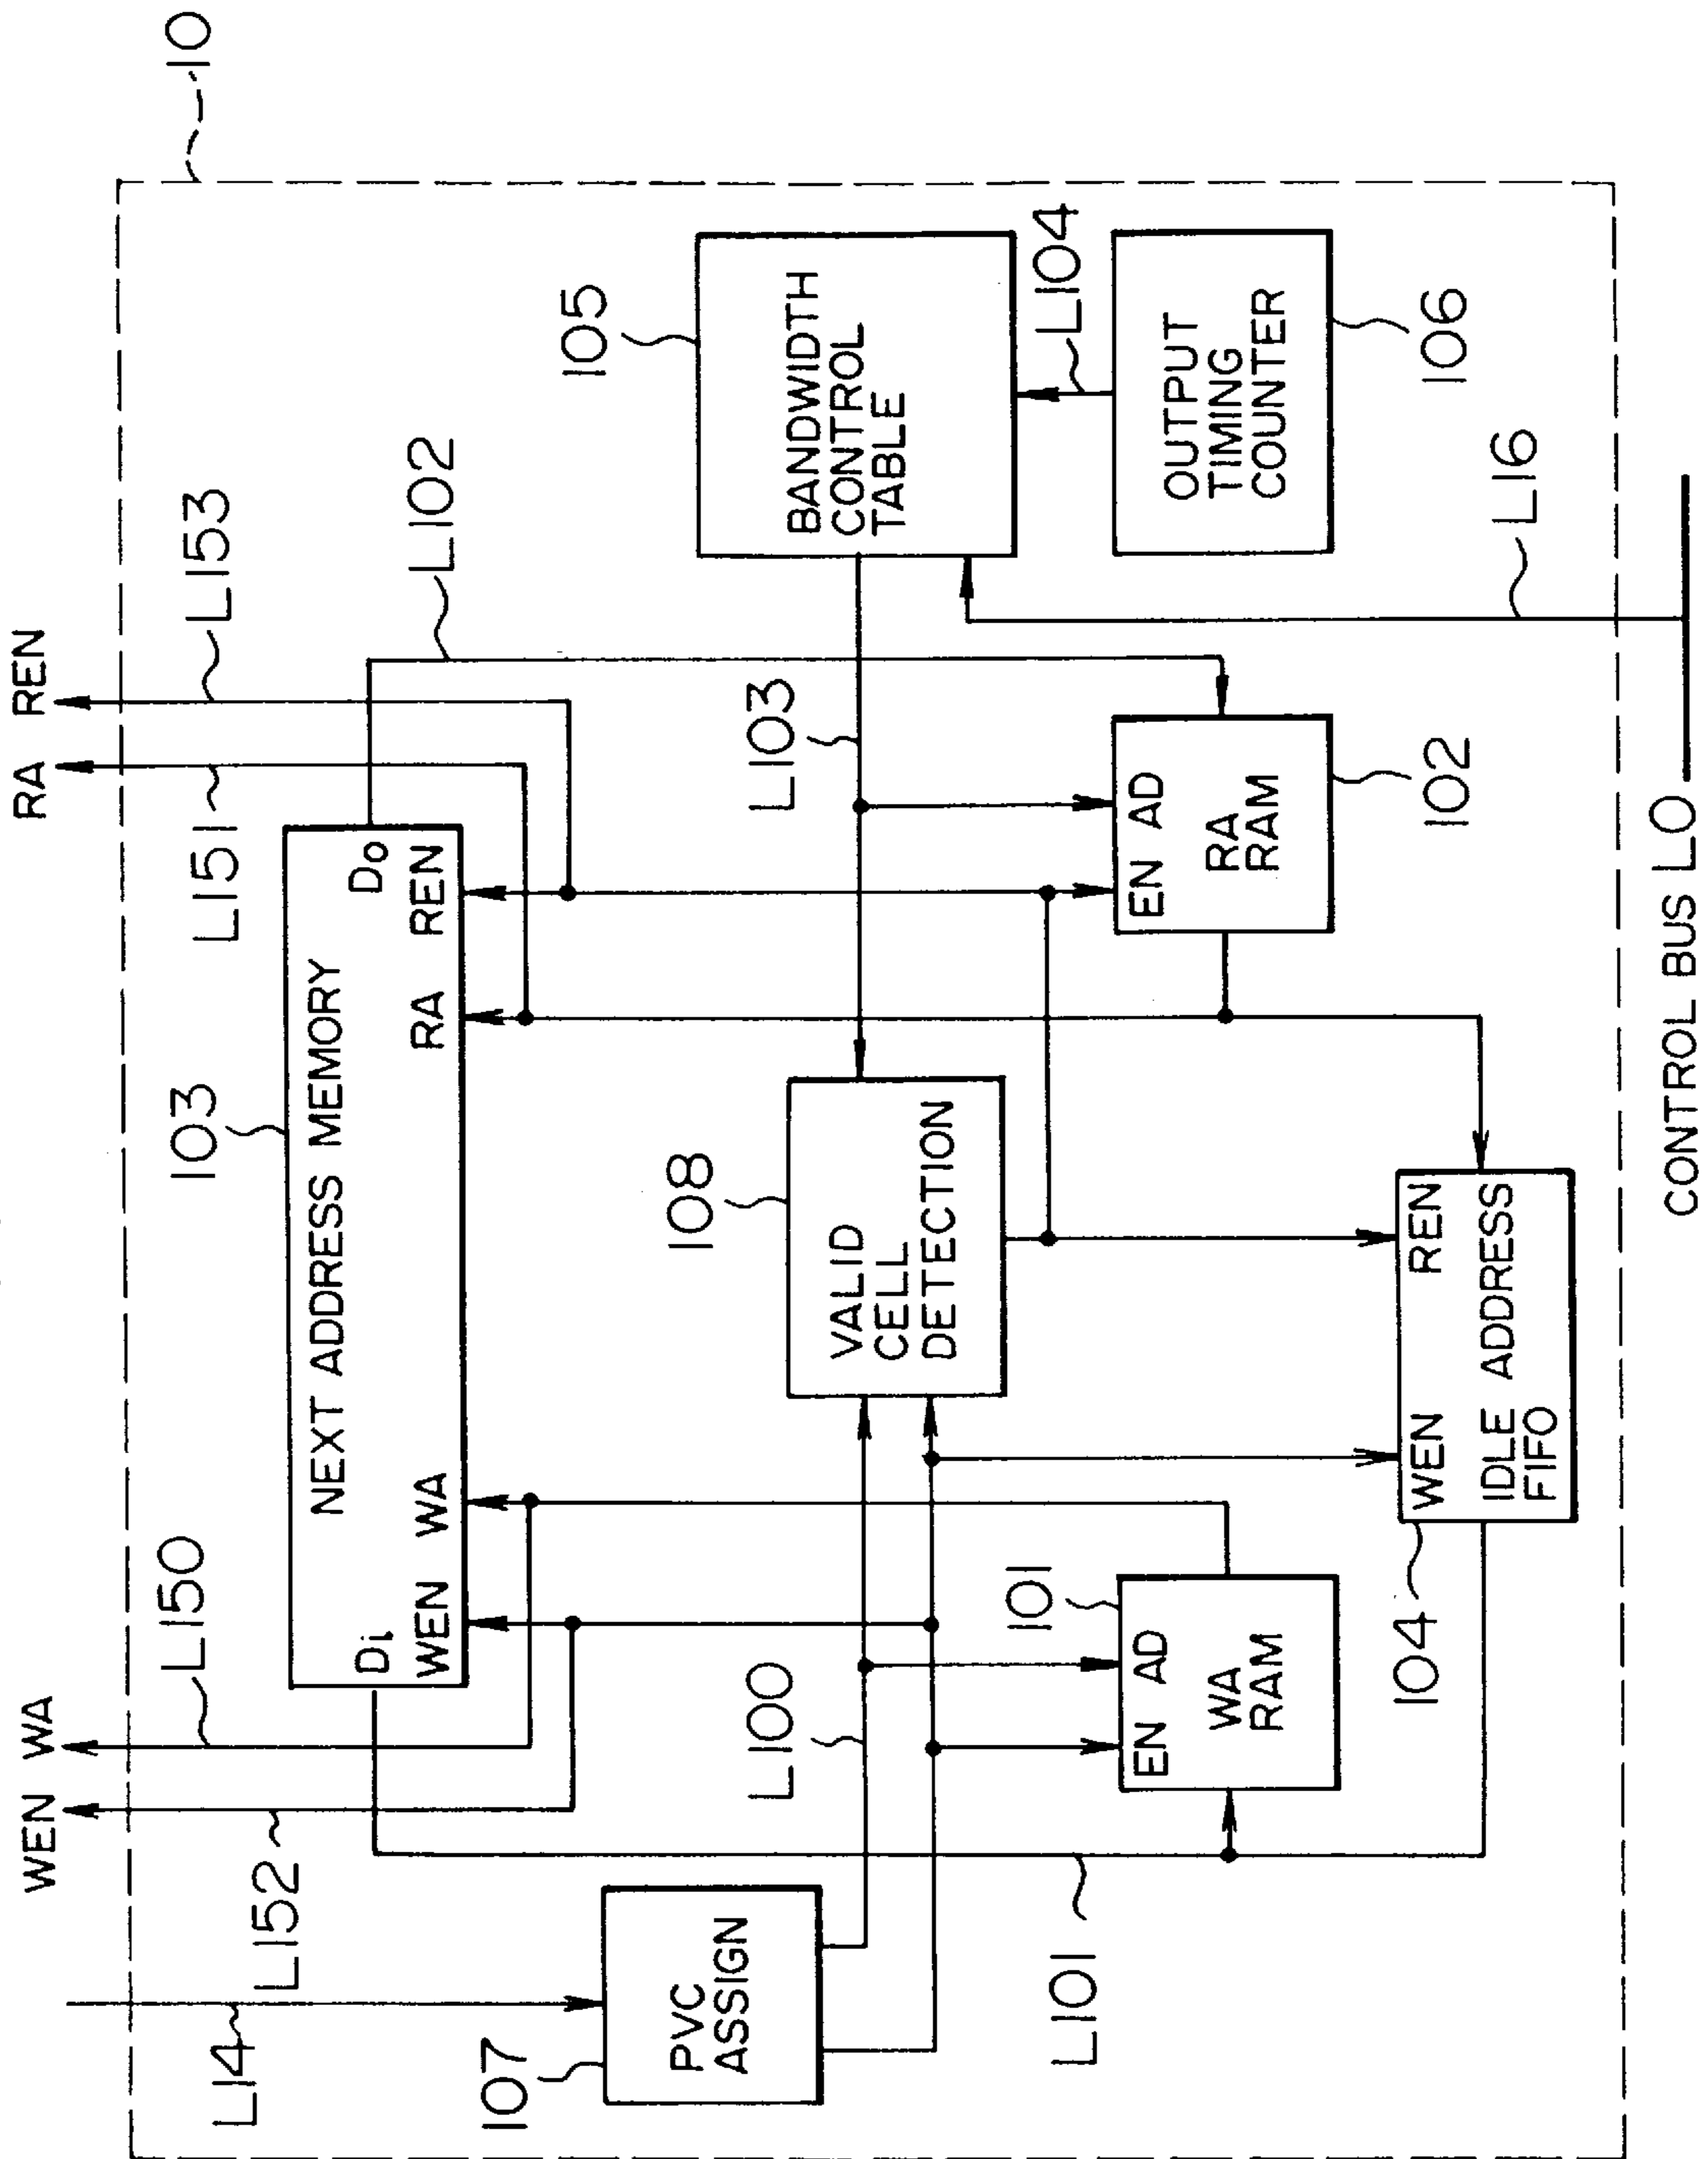 10
WEN WA
RA REN
L14
L152
L150
L151
L153
103
Di
NEXT ADDRESS MEMORY
Do
WEN WA
RA REN
L102
107
PVC
ASSIGN
L100
108
VALID
CELL
DETECTION
L103
105
BANDWIDTH
CONTROL
TABLE
L104
L101
101
EN AD
WA
RAM
EN AD
RA
RAM
102
OUTPUT
TIMING
COUNTER
106
104
WEN REN
IDLE ADDRESS
FIFO
L16
CONTROL BUS L0